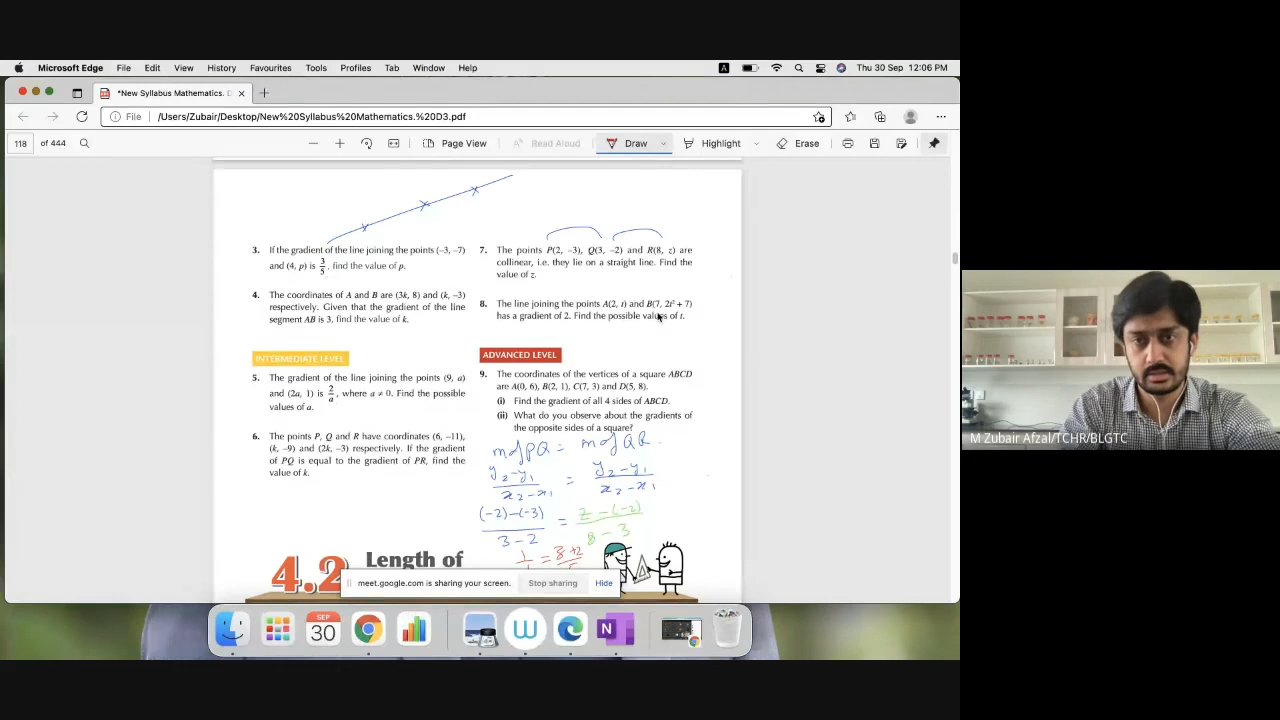 Microsoft Edge File Edit View History Favourites Tools Profiles Tab Window Help A Thu 30 Sep 12:06 PM
*New Syllabus Mathematics. D
File /Users/Zubair/Desktop/New%20Syllabus%20Mathematics.%20D3.pdf
118 of 444 Page View Read Aloud Draw Highlight Erase
3. If the gradient of the line joining the points (–3, –7)
and (4, p) is 3/5, find the value of p.
4. The coordinates of A and B are (3k, 8) and (k, –3)
respectively. Given that the gradient of the line
segment AB is 3, find the value of k.
INTERMEDIATE LEVEL
5. The gradient of the line joining the points (9, a)
and (2a, 1) is 2/a, where a ≠ 0. Find the possible
values of a.
6. The points P, Q and R have coordinates (6, –11),
(k, –9) and (2k, –3) respectively. If the gradient
of PQ is equal to the gradient of PR, find the
value of k.
7. The points P(2, –3), Q(3, –2) and R(8, z) are
collinear, i.e. they lie on a straight line. Find the
value of z.
8. The line joining the points A(2, t) and B(7, 2t² + 7)
has a gradient of 2. Find the possible values of t.
ADVANCED LEVEL
9. The coordinates of the vertices of a square ABCD
are A(0, 6), B(2, 1), C(7, 3) and D(5, 8).
(i) Find the gradient of all 4 sides of ABCD.
(ii) What do you observe about the gradients of
the opposite sides of a square?
m of PQ = m of QR.
y₂-y₁ / x₂-x₁ = y₂-y₁ / x₂-x₁
(-2)-(-3) / 3-2 = z-(-2) / 8-3
4.2 Length of
meet.google.com is sharing your screen. Stop sharing Hide
SEP
30
M Zubair Afzal/TCHR/BLGTC